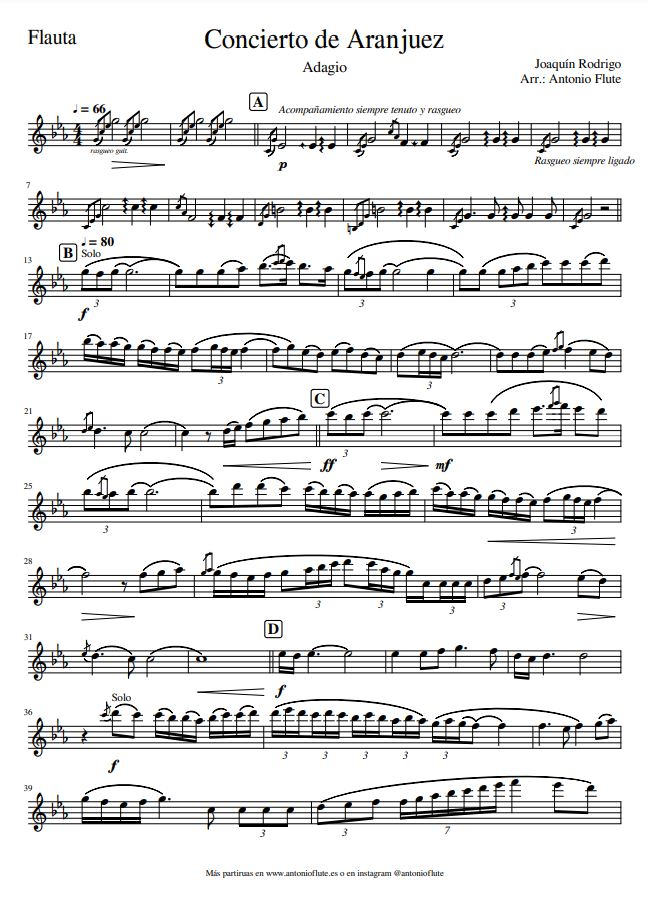 Flauta
Concierto de Aranjuez
Adagio
Joaquín Rodrigo
Arr.: Antonio Flute
♩ = 66
A
Acompañamiento siempre tenuto y rasgueo
4
4
rasgueo guit.
p
Rasgueo siempre ligado
7
B
♩ = 80
Solo
13
3
f
3
3
17
3
3
21
C
3
ff
mf
25
3
3
28
3
3
3
3
31
D
f
36
Solo
f
3
3
3
3
3
39
3
3
7
Más partiruas en www.antonioflute.es o en instagram @antonioflute